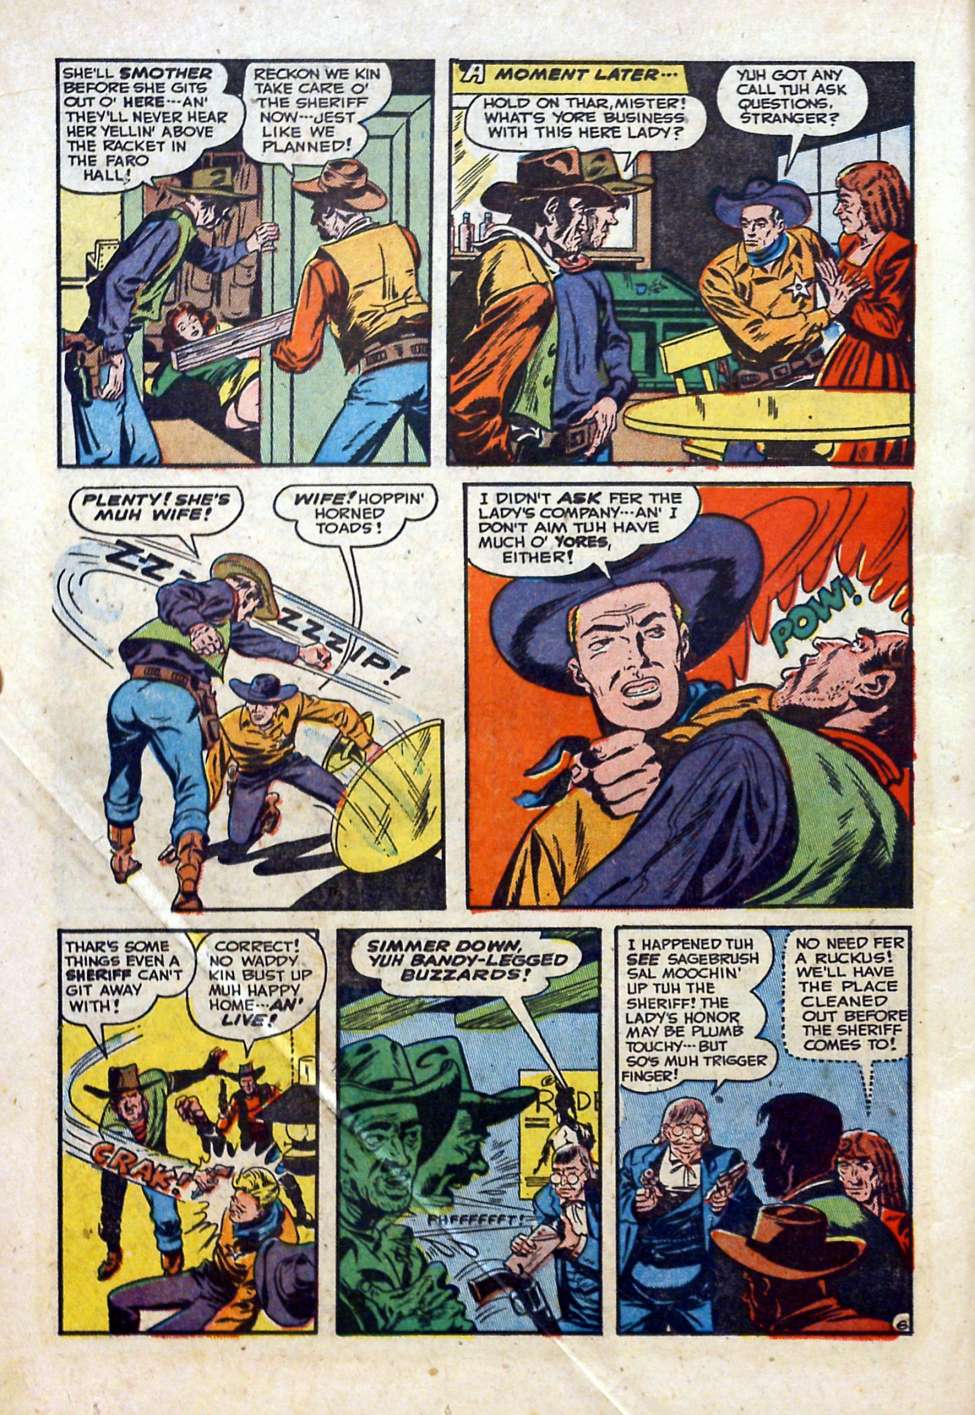 SHE'LL SMOTHER
BEFORE SHE GITS
OUT O' HERE---AN'
THEY'LL NEVER HEAR
HER YELLIN' ABOVE
THE RACKET IN
THE FARO
HALL!
RECKON WE KIN
TAKE CARE O'
THE SHERIFF
NOW---JEST
LIKE WE
PLANNED!
A MOMENT LATER---
HOLD ON THAR, MISTER!
WHAT'S YORE BUSINESS
WITH THIS HERE LADY?
YUH GOT ANY
CALL TUH ASK
QUESTIONS,
STRANGER?
PLENTY! SHE'S
MUH WIFE!
WIFE! HOPPIN'
HORNED
TOADS!
ZZ-ZZZZIP!
I DIDN'T ASK FER THE
LADY'S COMPANY---AN' I
DON'T AIM TUH HAVE
MUCH O' YORES,
EITHER!
POW!
THAR'S SOME
THINGS EVEN A
SHERIFF CAN'T
GIT AWAY
WITH!
CORRECT!
NO WADDY
KIN BUST UP
MUH HAPPY
HOME---AN'
LIVE!
CRAK!
SIMMER DOWN,
YUH BANDY-LEGGED
BUZZARDS!
RODE
FHFFFFFFT!
I HAPPENED TUH
SEE SAGEBRUSH
SAL MOOCHIN'
UP TUH THE
SHERIFF! THE
LADY'S HONOR
MAY BE PLUMB
TOUCHY---BUT
SO'S MUH TRIGGER
FINGER!
NO NEED FER
A RUCKUS!
WE'LL HAVE
THE PLACE
CLEANED
OUT BEFORE
THE SHERIFF
COMES TO!
6